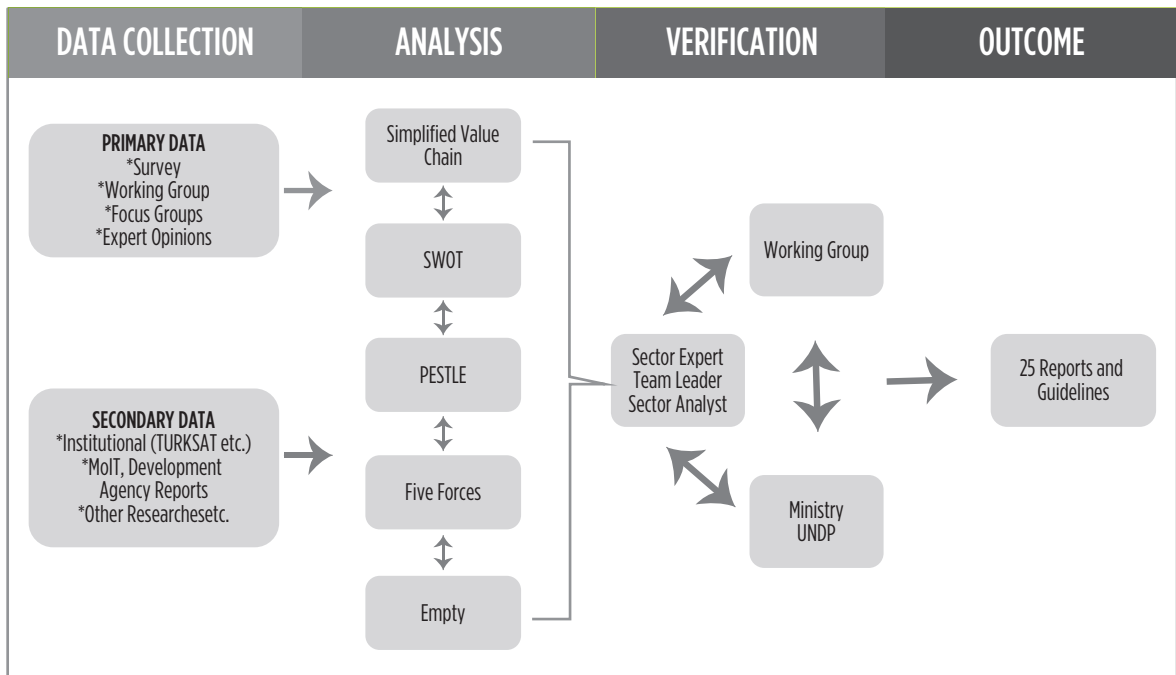 DATA COLLECTION
ANALYSIS
VERIFICATION
OUTCOME
PRIMARY DATA
*Survey
*Working Group
*Focus Groups
*Expert Opinions
SECONDARY DATA
*Institutional (TURKSAT etc.)
*MoIT, Development
Agency Reports
*Other Researchesetc.
Simplified Value
Chain
SWOT
PESTLE
Five Forces
Empty
Sector Expert
Team Leader
Sector Analyst
Working Group
Ministry
UNDP
25 Reports and
Guidelines